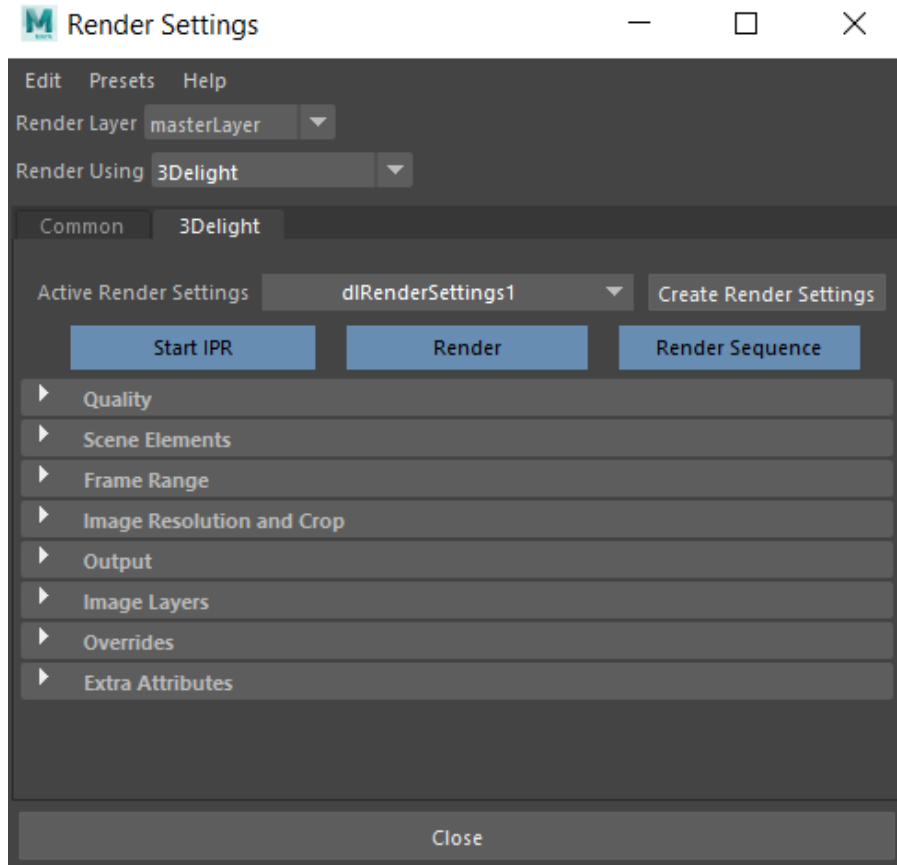 Render Settings
Edit Presets Help
Render Layer masterLayer
Render Using 3Delight
Common 3Delight
Active Render Settings dlRenderSettings1 Create Render Settings
Start IPR Render Render Sequence
Quality
Scene Elements
Frame Range
Image Resolution and Crop
Output
Image Layers
Overrides
Extra Attributes
Close